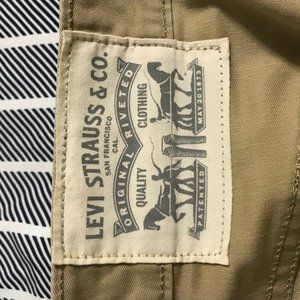 LEVI STRAUSS & CO.
SAN FRANCISCO CAL
ORIGINAL RIVETED
QUALITY CLOTHING
PATENTED MAY 20 1873